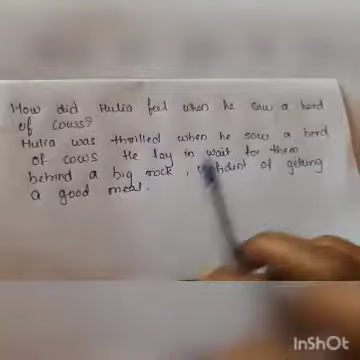 How did Hulra feel when he saw a herd
of cows?
Hulra was thrilled when he saw a herd
of cows He lay in wait for them
behind a big rock, of getting
a good meal.
InShOt